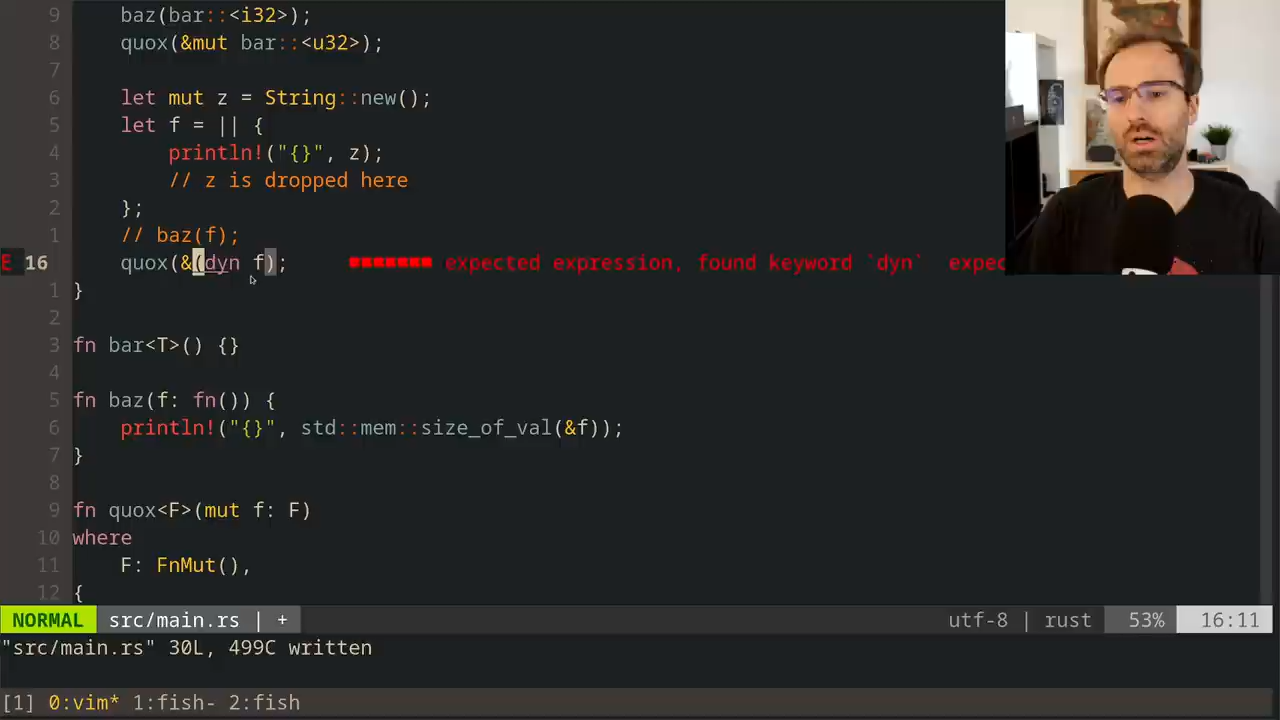 9     baz(bar::<i32>);
8     quox(&mut bar::<u32>);
7
6     let mut z = String::new();
5     let f = || {
4         println!("{}", z);
3         // z is dropped here
2     };
1     // baz(f);
E 16     quox(&(dyn f);     ■■■■■■■ expected expression, found keyword `dyn`  expec
1 }
2
3 fn bar<T>() {}
4
5 fn baz(f: fn()) {
6     println!("{}", std::mem::size_of_val(&f));
7 }
8
9 fn quox<F>(mut f: F)
10 where
11     F: FnMut(),
12 {
NORMAL src/main.rs | + utf-8 | rust 53% 16:11
"src/main.rs" 30L, 499C written
[1] 0:vim* 1:fish- 2:fish